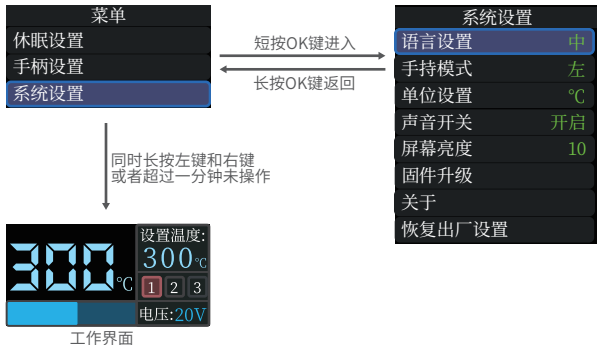 菜单
休眠设置
手柄设置
系统设置
短按OK键进入
长按OK键返回
系统设置
语言设置 中
手持模式 左
单位设置 ℃
声音开关 开启
屏幕亮度 10
固件升级
关于
恢复出厂设置
同时长按左键和右键
或者超过一分钟未操作
300℃
设置温度:
300℃
1 2 3
电压:20V
工作界面